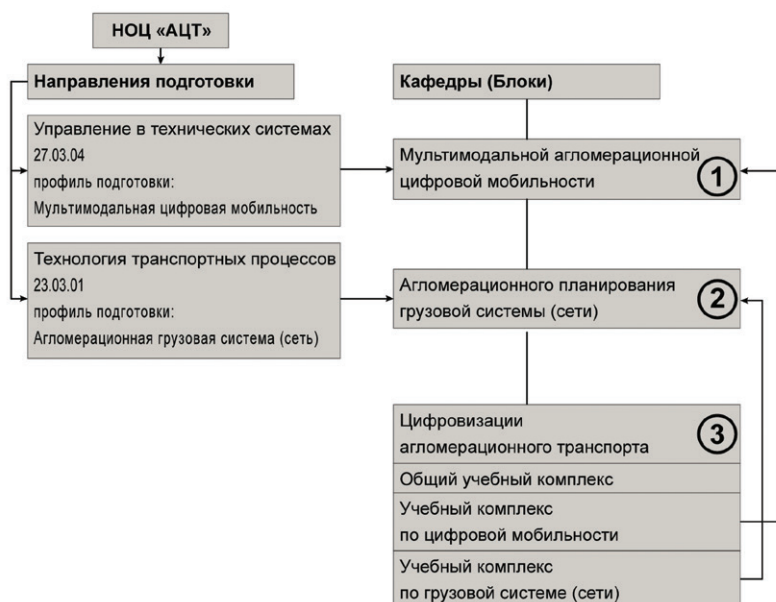 НОЦ «АЦТ»
Направления подготовки
Управление в технических системах
27.03.04
профиль подготовки:
Мультимодальная цифровая мобильность
Технология транспортных процессов
23.03.01
профиль подготовки:
Агломерационная грузовая система (сеть)
Кафедры (Блоки)
Мультимодальной агломерационной
цифровой мобильности
1
Агломерационного планирования
грузовой системы (сети)
2
Цифровизации
агломерационного транспорта
3
Общий учебный комплекс
Учебный комплекс
по цифровой мобильности
Учебный комплекс
по грузовой системе (сети)